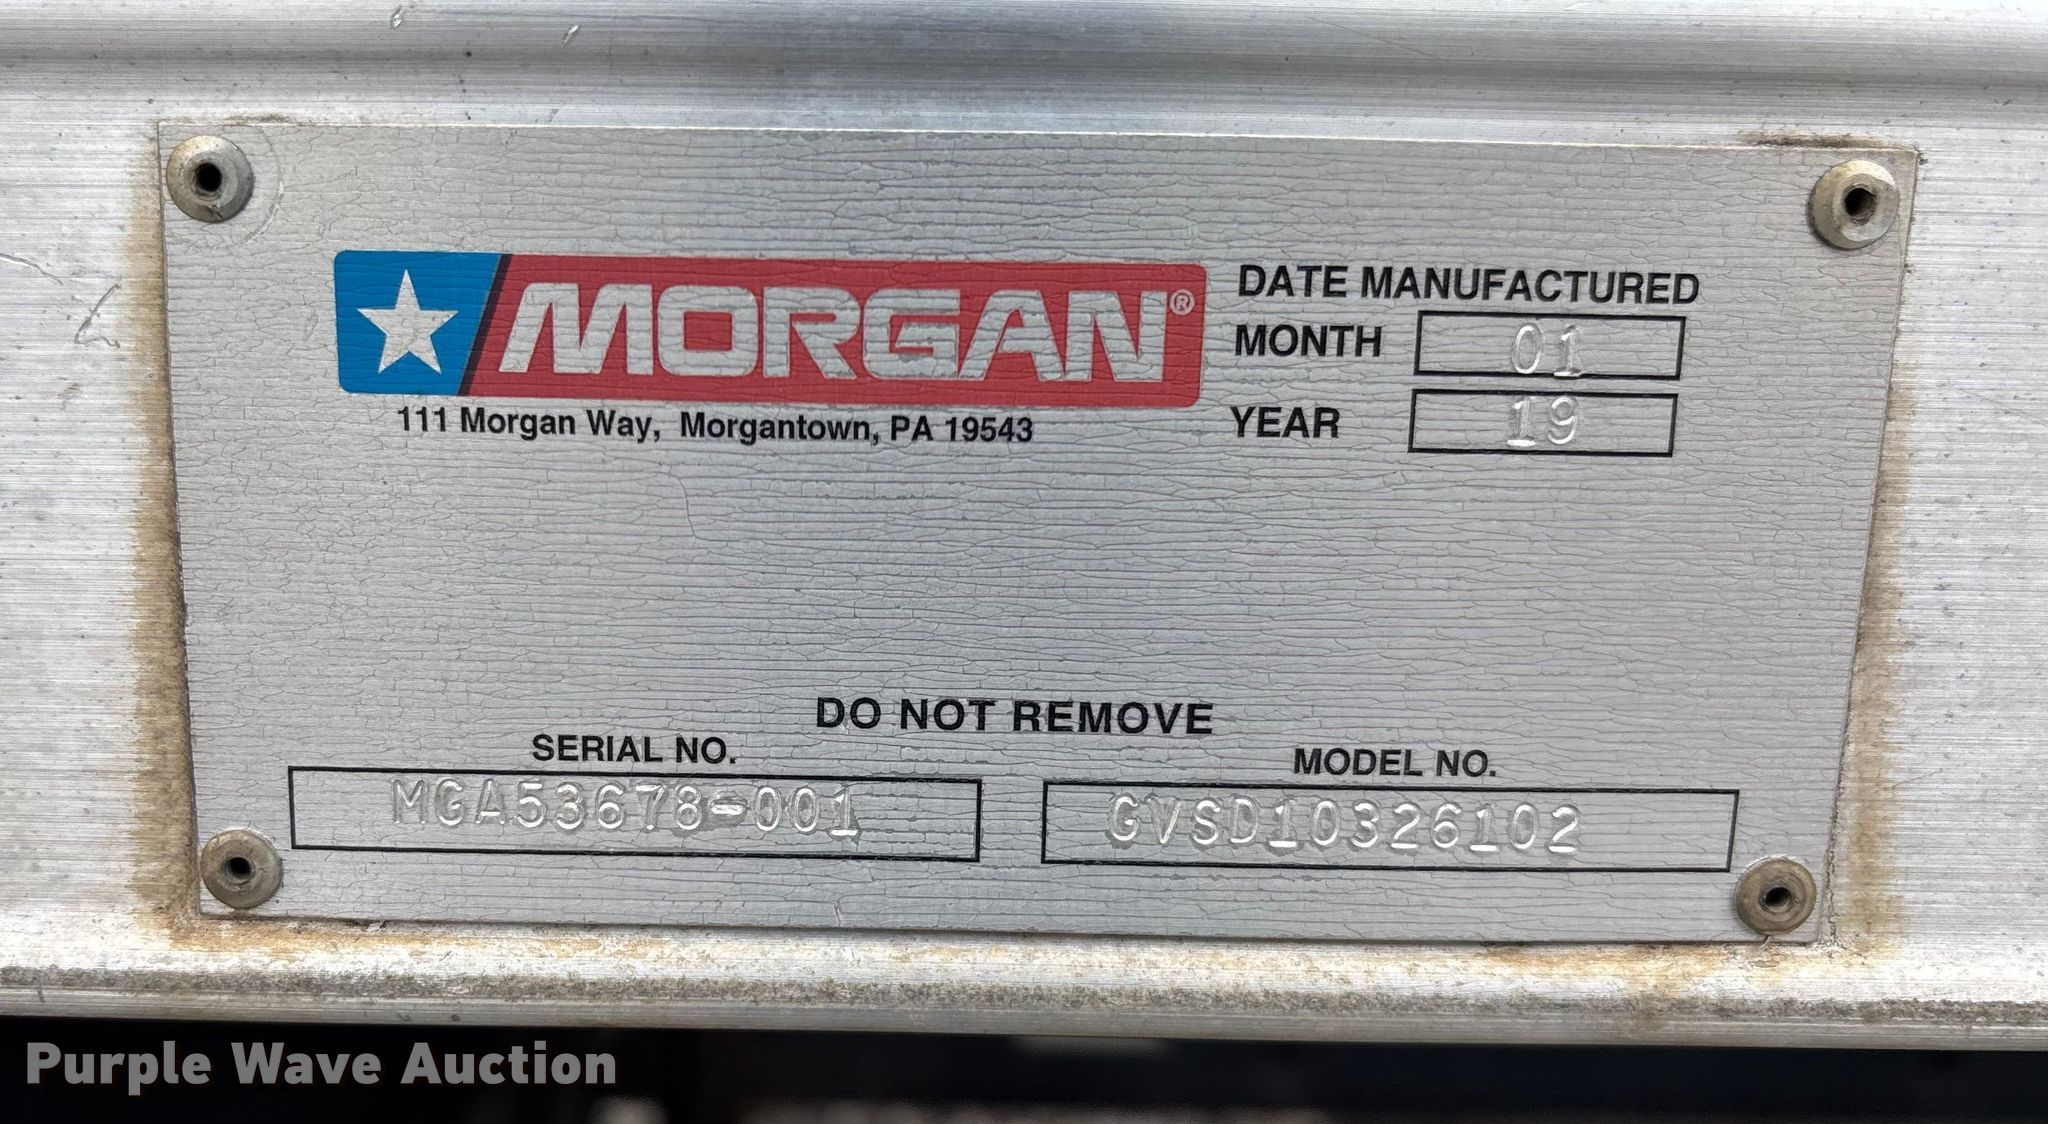 MORGAN®
111 Morgan Way, Morgantown, PA 19543
DATE MANUFACTURED
MONTH 01
YEAR 19
DO NOT REMOVE
SERIAL NO.
MGA53678-001
MODEL NO.
GVSD10326102
Purple Wave Auction